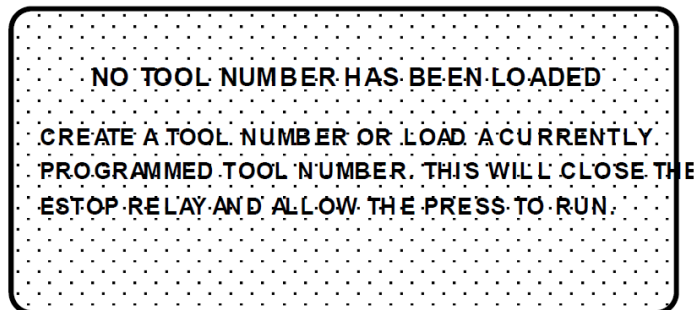 NO TOOL NUMBER HAS BEEN LOADED
CREATE A TOOL NUMBER OR LOAD A CURRENTLY
PROGRAMMED TOOL NUMBER. THIS WILL CLOSE THE
ESTOP RELAY AND ALLOW THE PRESS TO RUN.